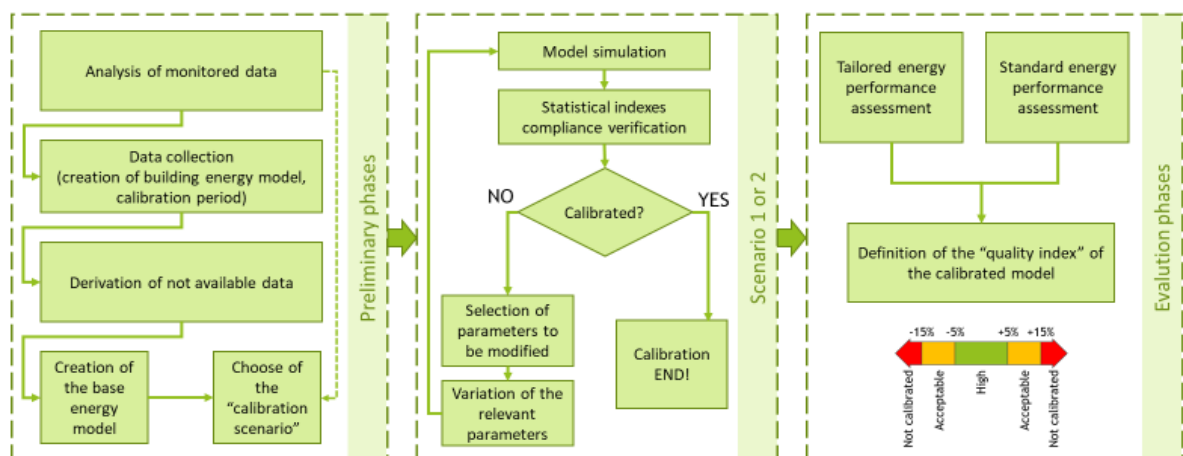 Analysis of monitored data
Data collection
(creation of building energy model,
calibration period)
Derivation of not available data
Creation of
the base
energy
model
Choose of
the
“calibration
scenario”
Preliminary phases
Model simulation
Statistical indexes
compliance verification
NO
YES
Calibrated?
Selection of
parameters to
be modified
Variation of the
relevant
parameters
Calibration
END!
Scenario 1 or 2
Tailored energy
performance
assessment
Standard energy
performance
assessment
Definition of the “quality index” of
the calibrated model
-15% -5% +5% +15%
Not calibrated
Acceptable
High
Acceptable
Not calibrated
Evalution phases